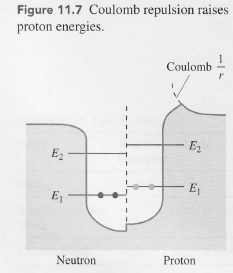 Figure 11.7 Coulomb repulsion raises
proton energies.
Coulomb 1/r
E₂
E₂
E₁
E₁
Neutron
Proton